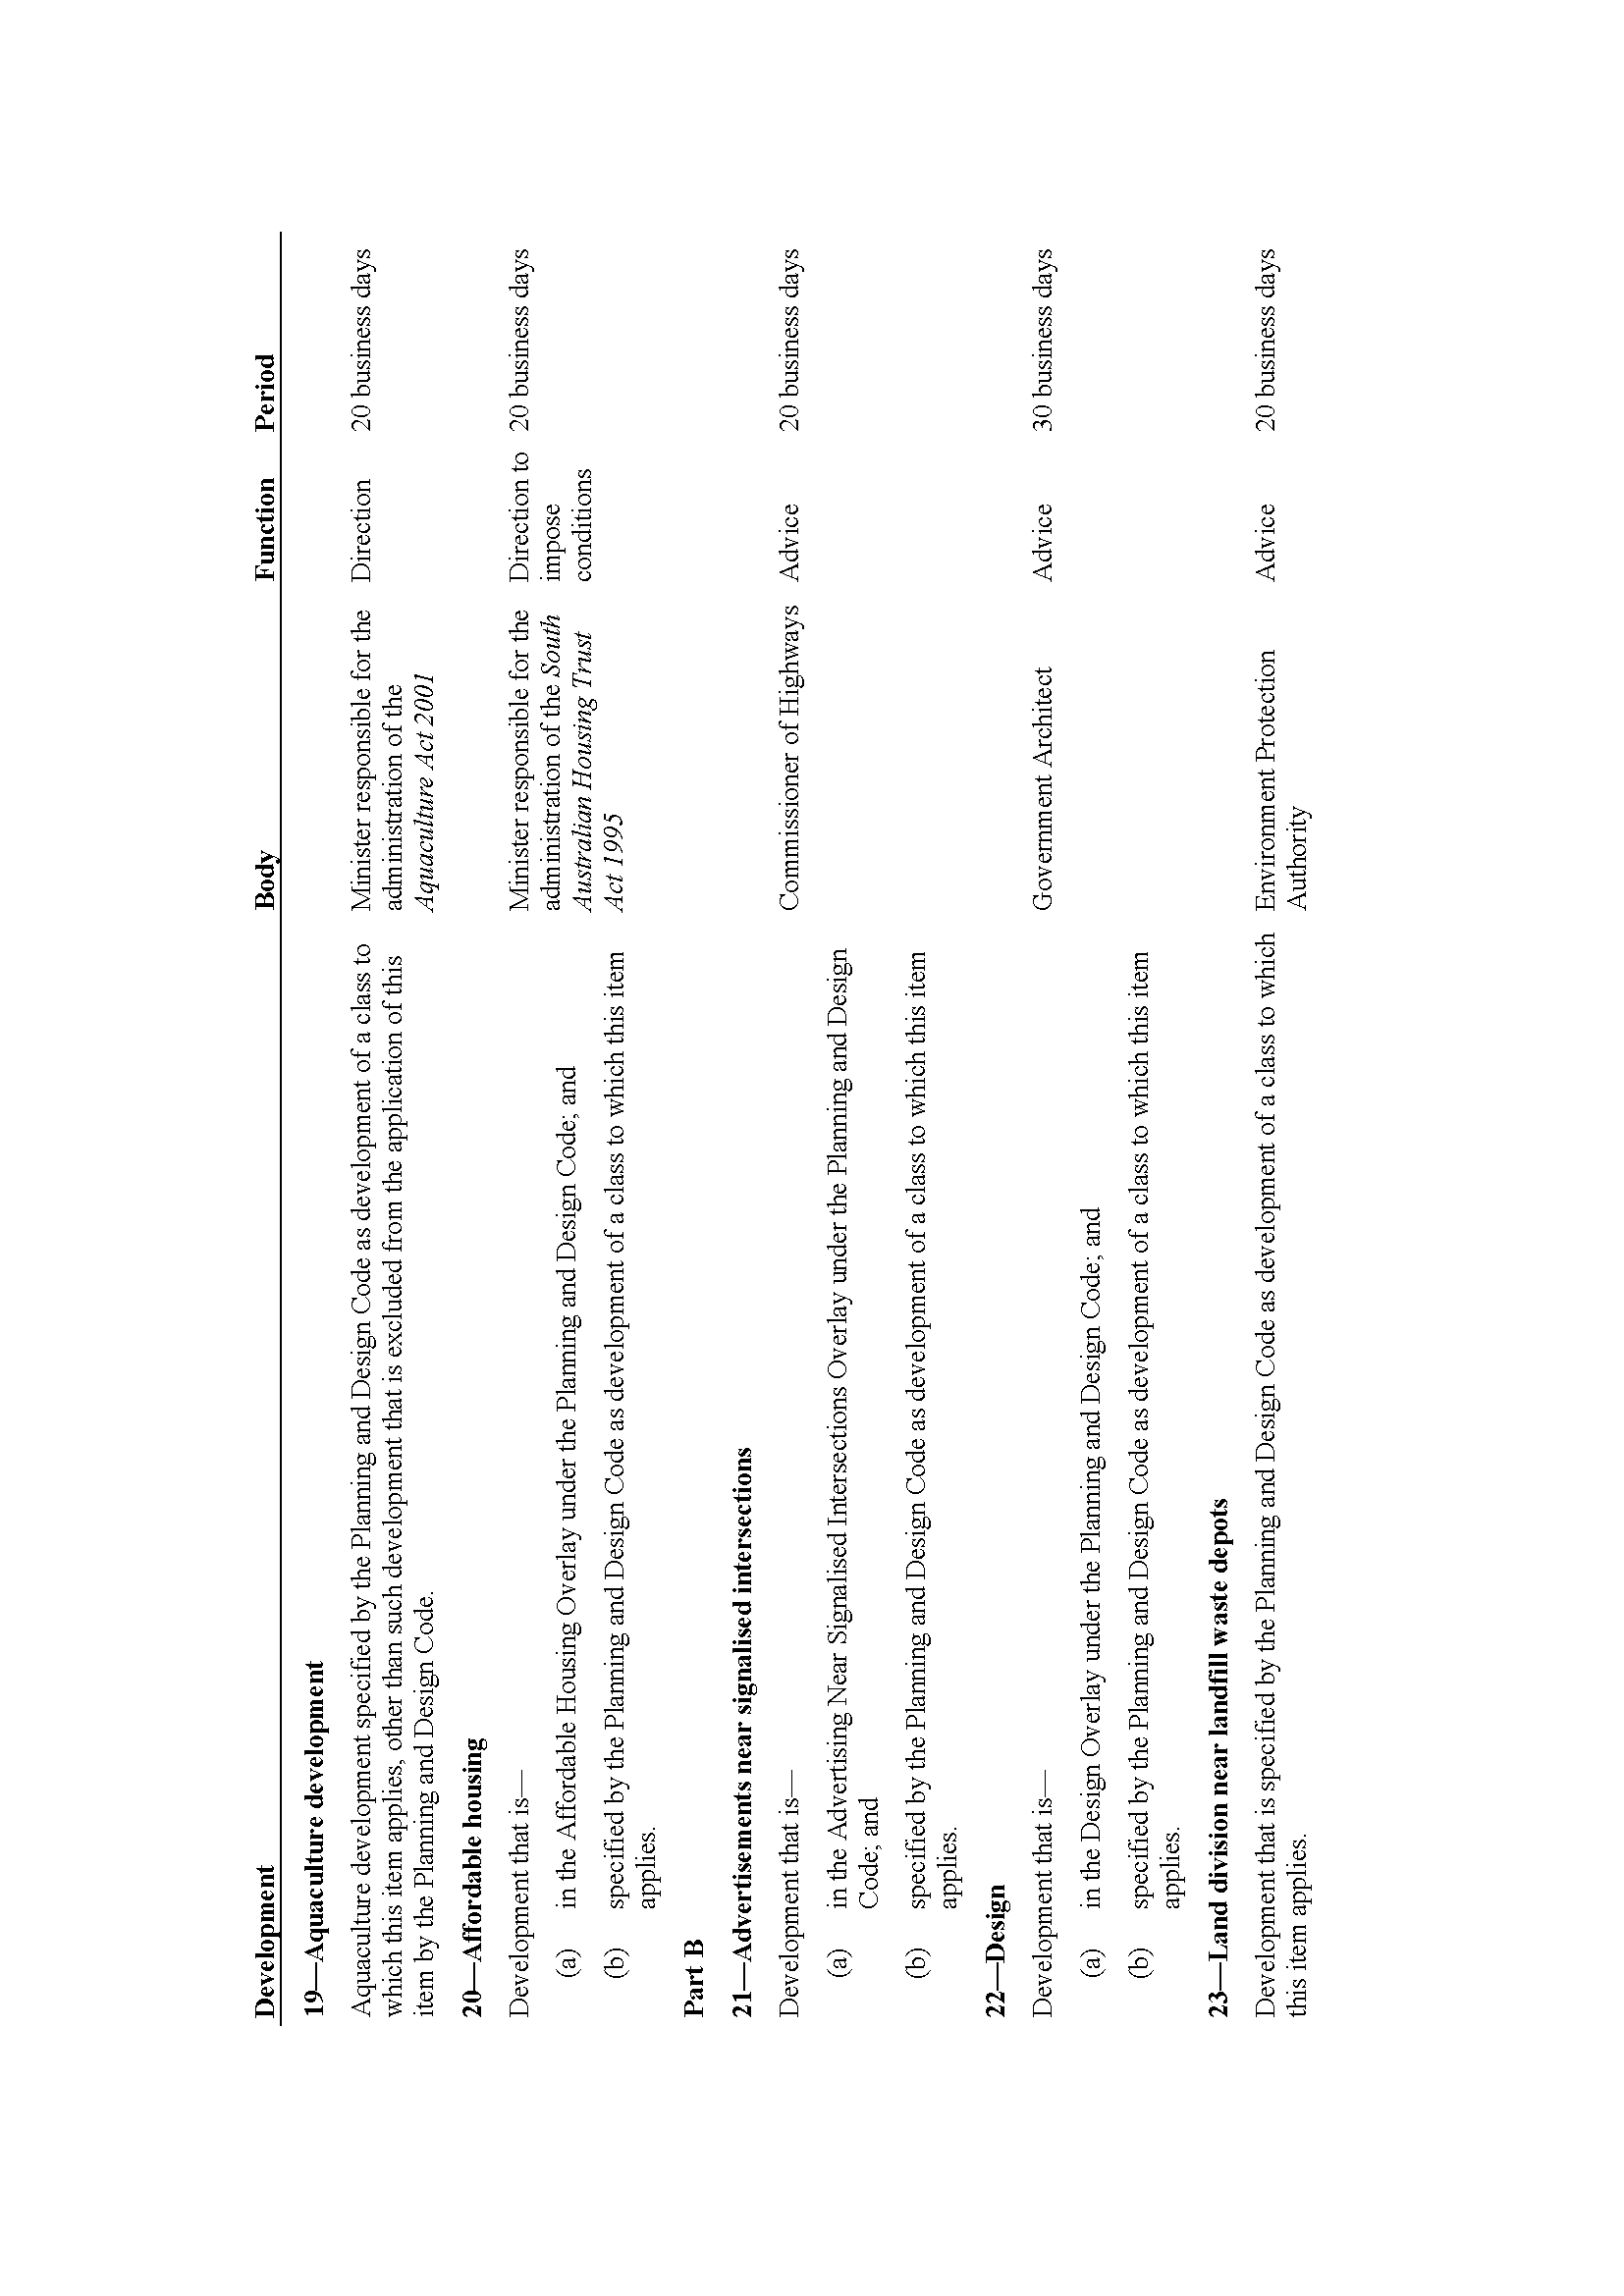 Development Body Function Period
19—Aquaculture development
Aquaculture development specified by the Planning and Design Code as development of a class to Minister responsible for the Direction 20 business days
which this item applies, other than such development that is excluded from the application of this administration of the
item by the Planning and Design Code. Aquaculture Act 2001
20—Affordable housing
Development that is— Minister responsible for the Direction to 20 business days
administration of the South impose
(a) in the Affordable Housing Overlay under the Planning and Design Code; and Australian Housing Trust conditions
(b) specified by the Planning and Design Code as development of a class to which this item Act 1995
applies.
Part B
21—Advertisements near signalised intersections
Development that is— Commissioner of Highways Advice 20 business days
(a) in the Advertising Near Signalised Intersections Overlay under the Planning and Design
Code; and
(b) specified by the Planning and Design Code as development of a class to which this item
applies.
22—Design
Development that is— Government Architect Advice 30 business days
(a) in the Design Overlay under the Planning and Design Code; and
(b) specified by the Planning and Design Code as development of a class to which this item
applies.
23—Land division near landfill waste depots
Development that is specified by the Planning and Design Code as development of a class to which Environment Protection Advice 20 business days
this item applies. Authority